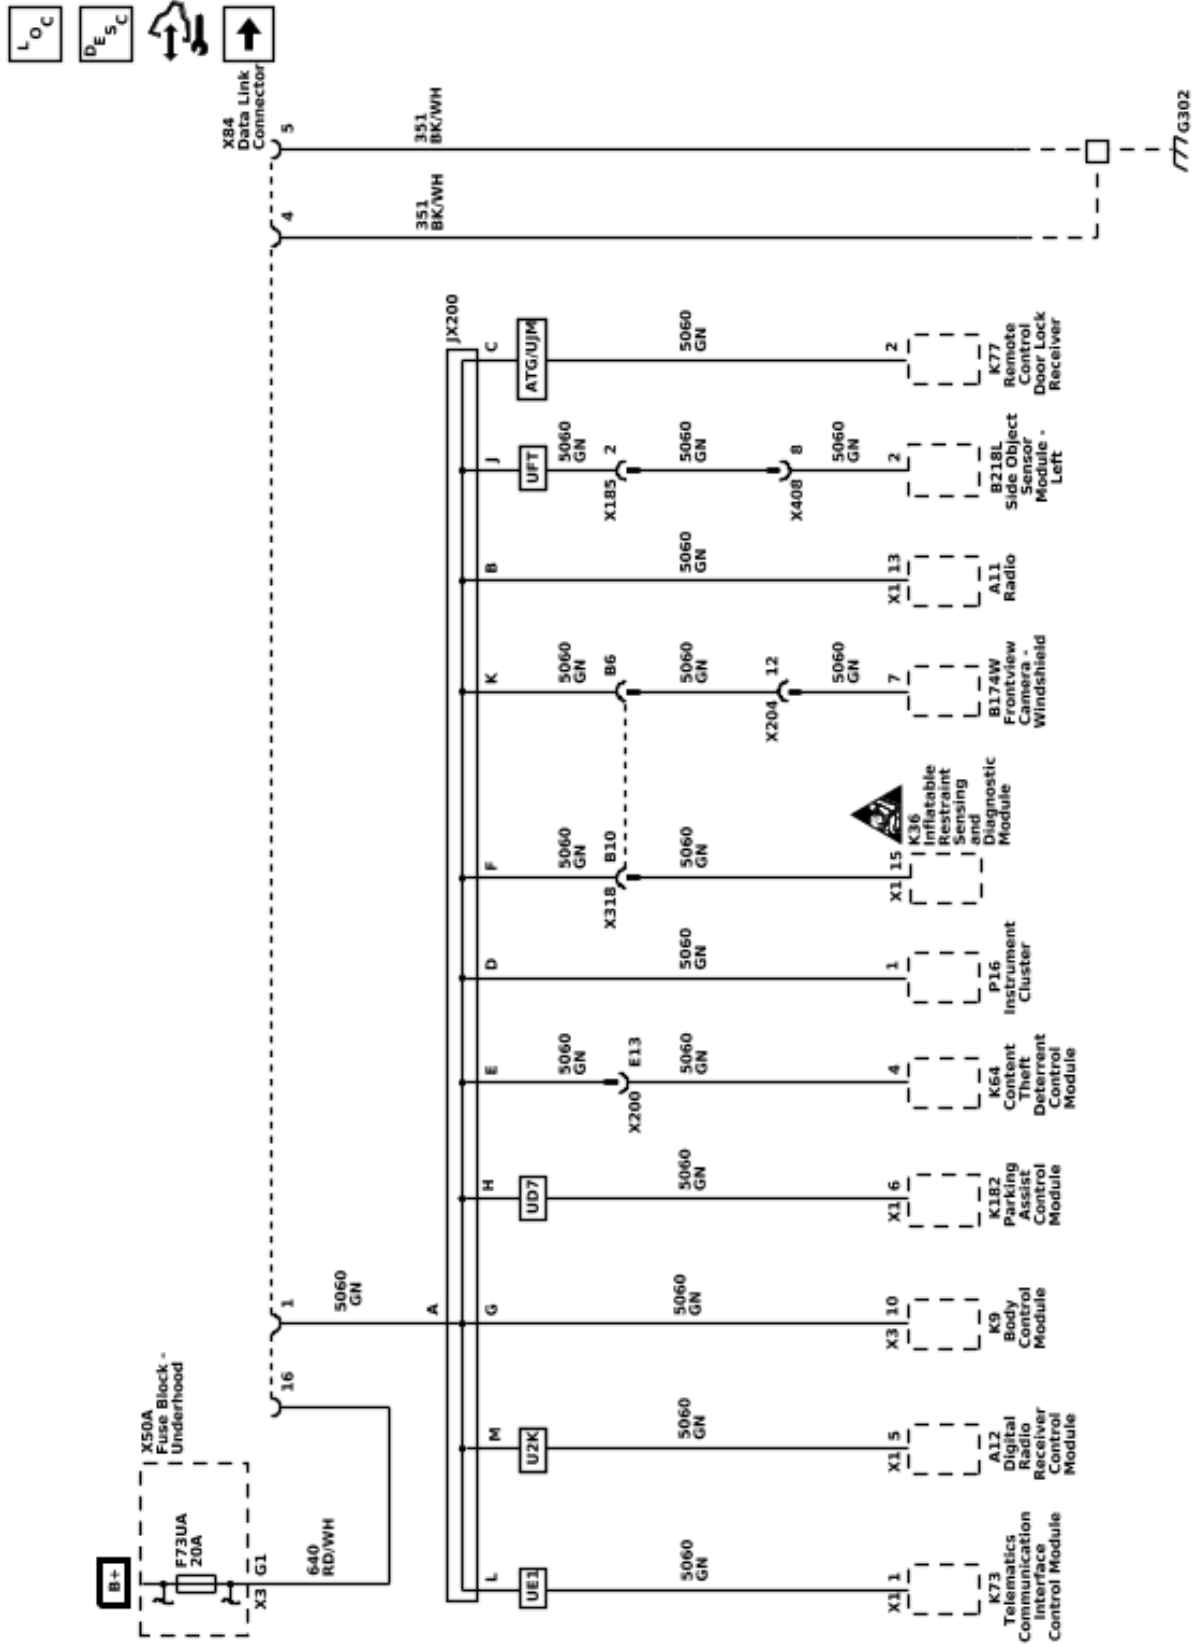 LOC
DESC
B+
X50A
Fuse Block -
Underhood
F73UA
20A
X3
G1
640
RD/WH
16
1
5060
GN
4
351
BK/WH
X84
Data Link
Connector
5
351
BK/WH
G302
JX200
A
L
UE1
5060
GN
X1
1
K73
Telematics
Communication
Interface
Control Module
M
U2K
5060
GN
X1
5
A12
Digital
Radio
Receiver
Control
Module
G
5060
GN
X3
10
K9
Body
Control
Module
H
UD7
5060
GN
X1
6
K182
Parking
Assist
Control
Module
E
5060
GN
X200
E13
5060
GN
4
K64
Content
Theft
Deterrent
Control
Module
D
5060
GN
1
P16
Instrument
Cluster
F
5060
GN
X318
B10
5060
GN
X1
15
K36
Inflatable
Restraint
Sensing
and
Diagnostic
Module
K
5060
GN
B6
5060
GN
X204
12
5060
GN
7
B174W
Frontview
Camera -
Windshield
B
5060
GN
X1
13
A11
Radio
J
UFT
5060
GN
X185
2
5060
GN
X408
8
5060
GN
2
B218L
Side Object
Sensor
Module -
Left
C
ATG/UJM
5060
GN
2
K77
Remote
Control
Door Lock
Receiver